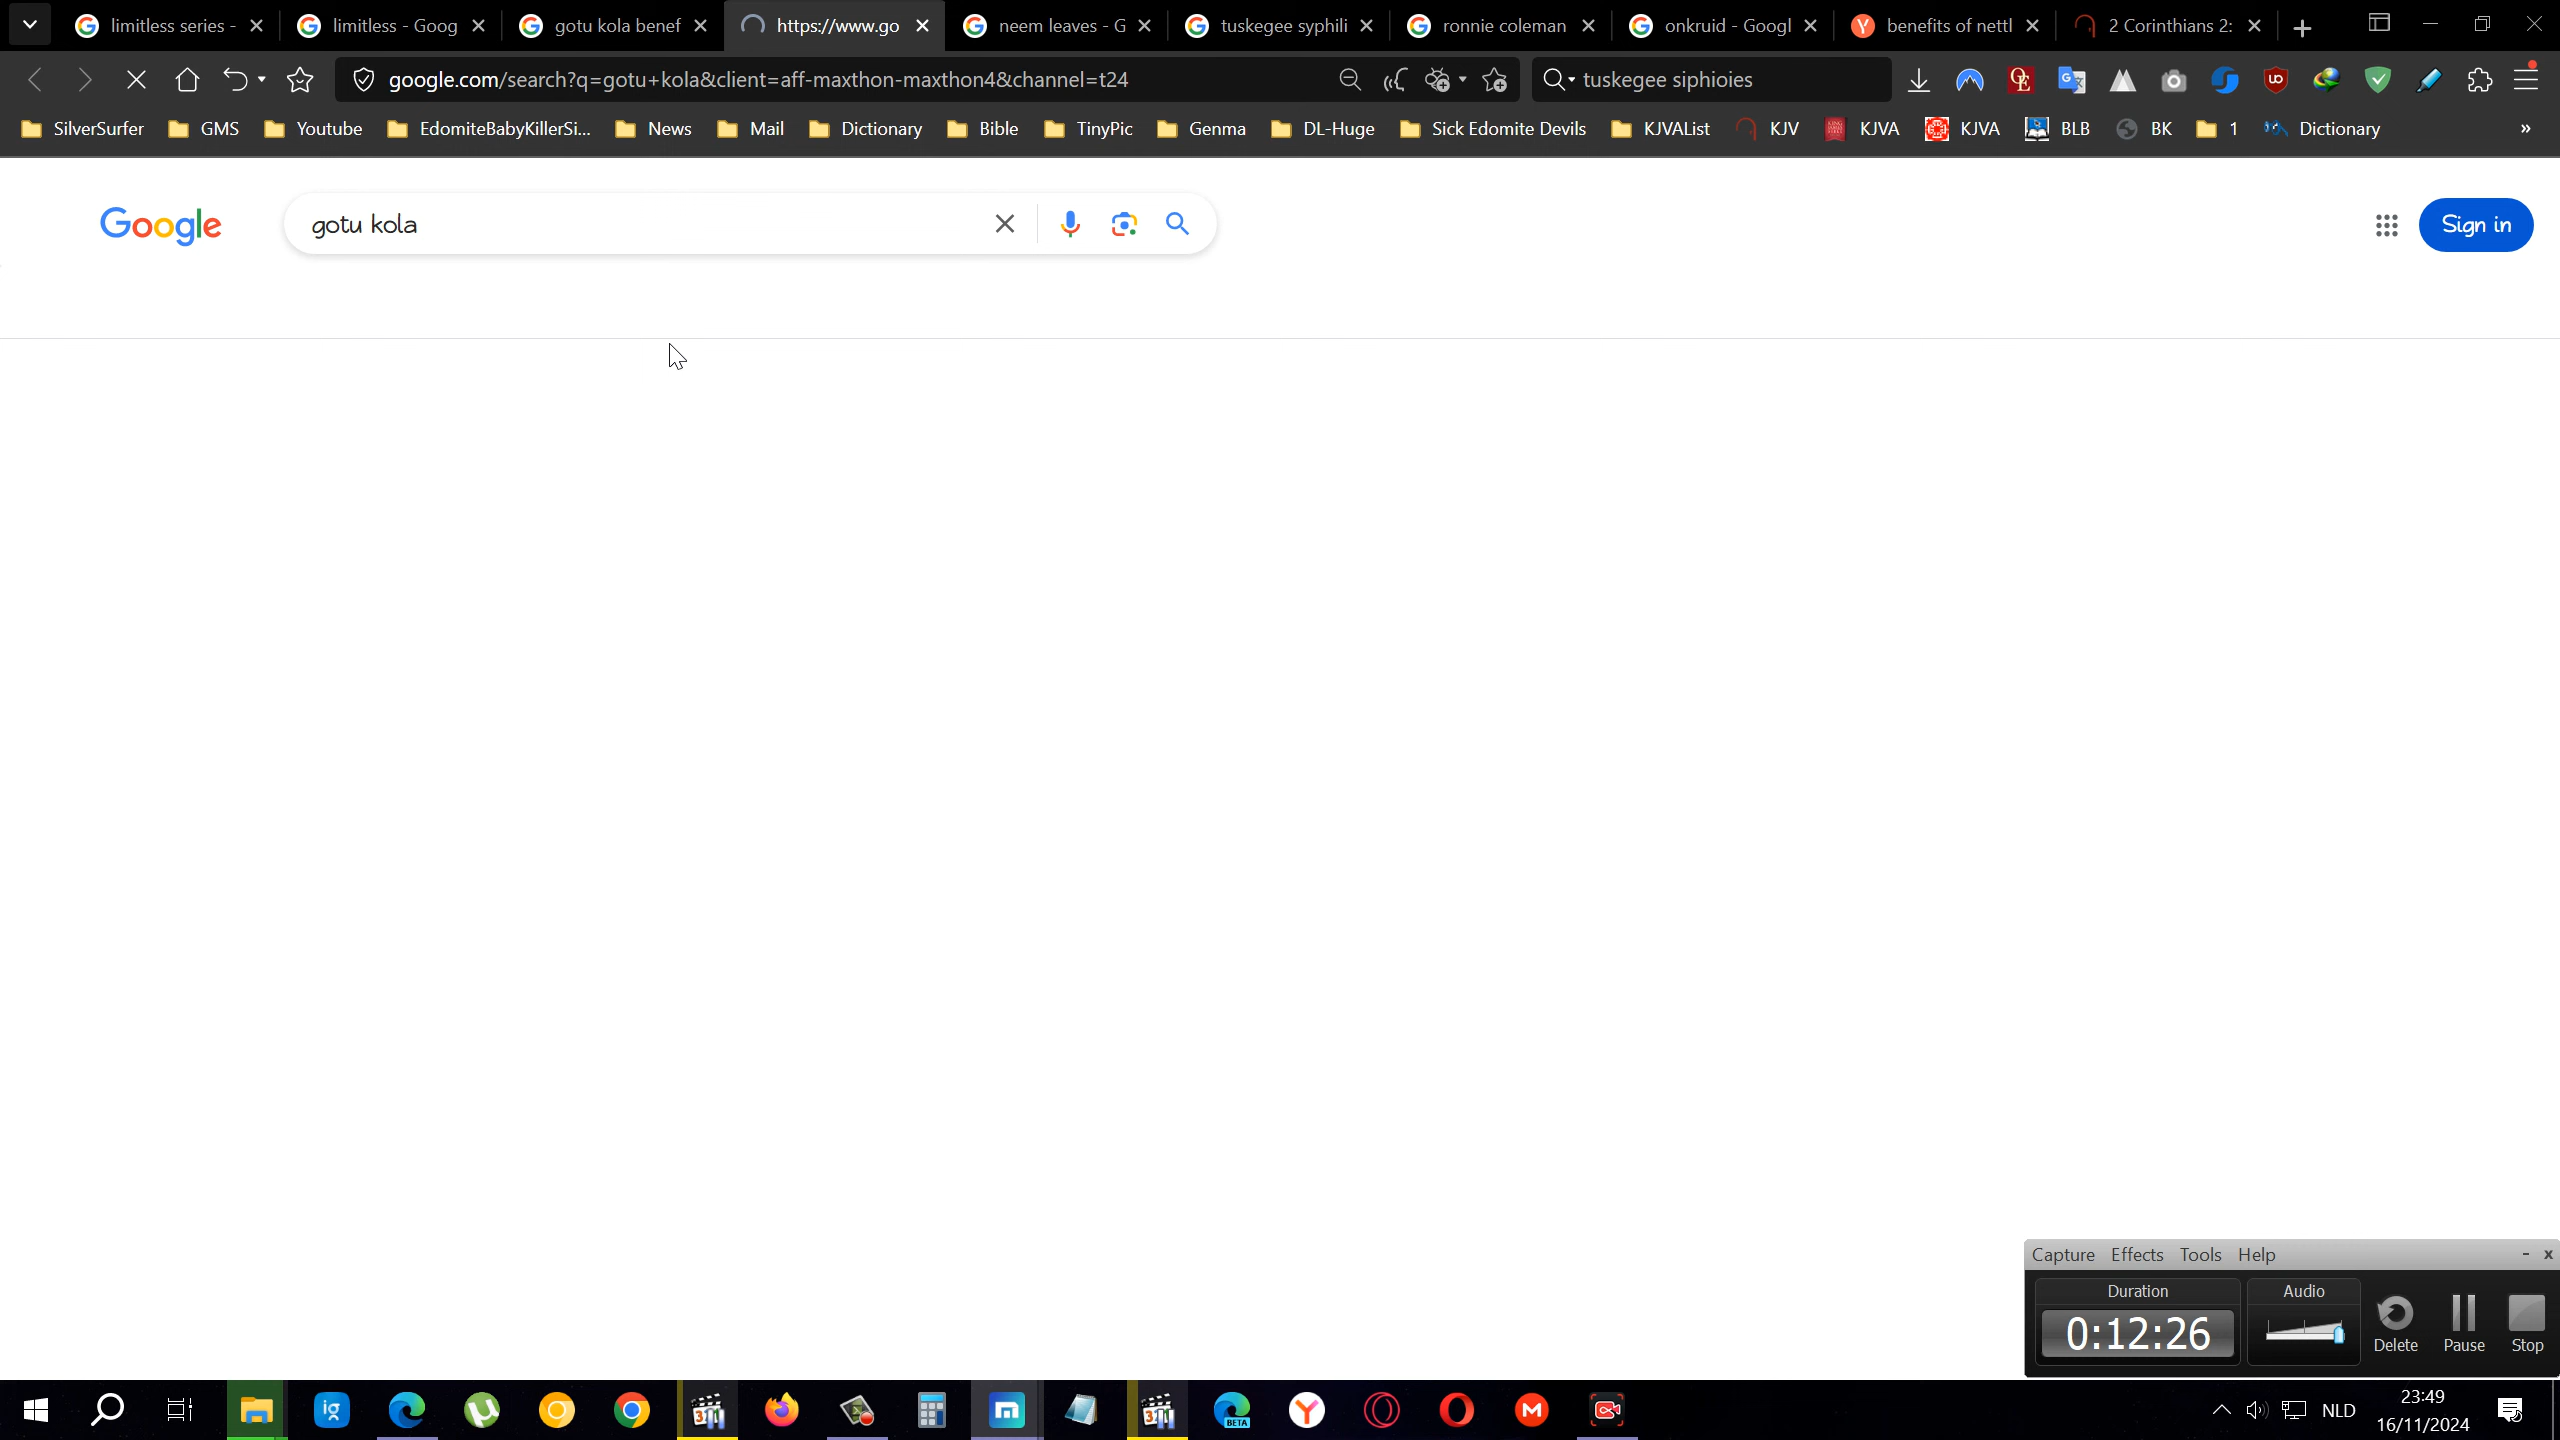 limitless series -
limitless - Goog
gotu kola benef
https://www.go
neem leaves - G
tuskegee syphili
ronnie coleman
onkruid - Googl
benefits of nettl
2 Corinthians 2:
google.com/search?q=gotu+kola&client=aff-maxthon-maxthon4&channel=t24
tuskegee siphioies
SilverSurfer
GMS
Youtube
EdomiteBabyKillerSi...
News
Mail
Dictionary
Bible
TinyPic
Genma
DL-Huge
Sick Edomite Devils
KJVAList
KJV
KJVA
KJVA
BLB
BK
1
Dictionary
»
Google
gotu kola
Sign in
Capture Effects Tools Help
Duration
Audio
0:12:26
Delete
Pause
Stop
NLD
23:49
16/11/2024